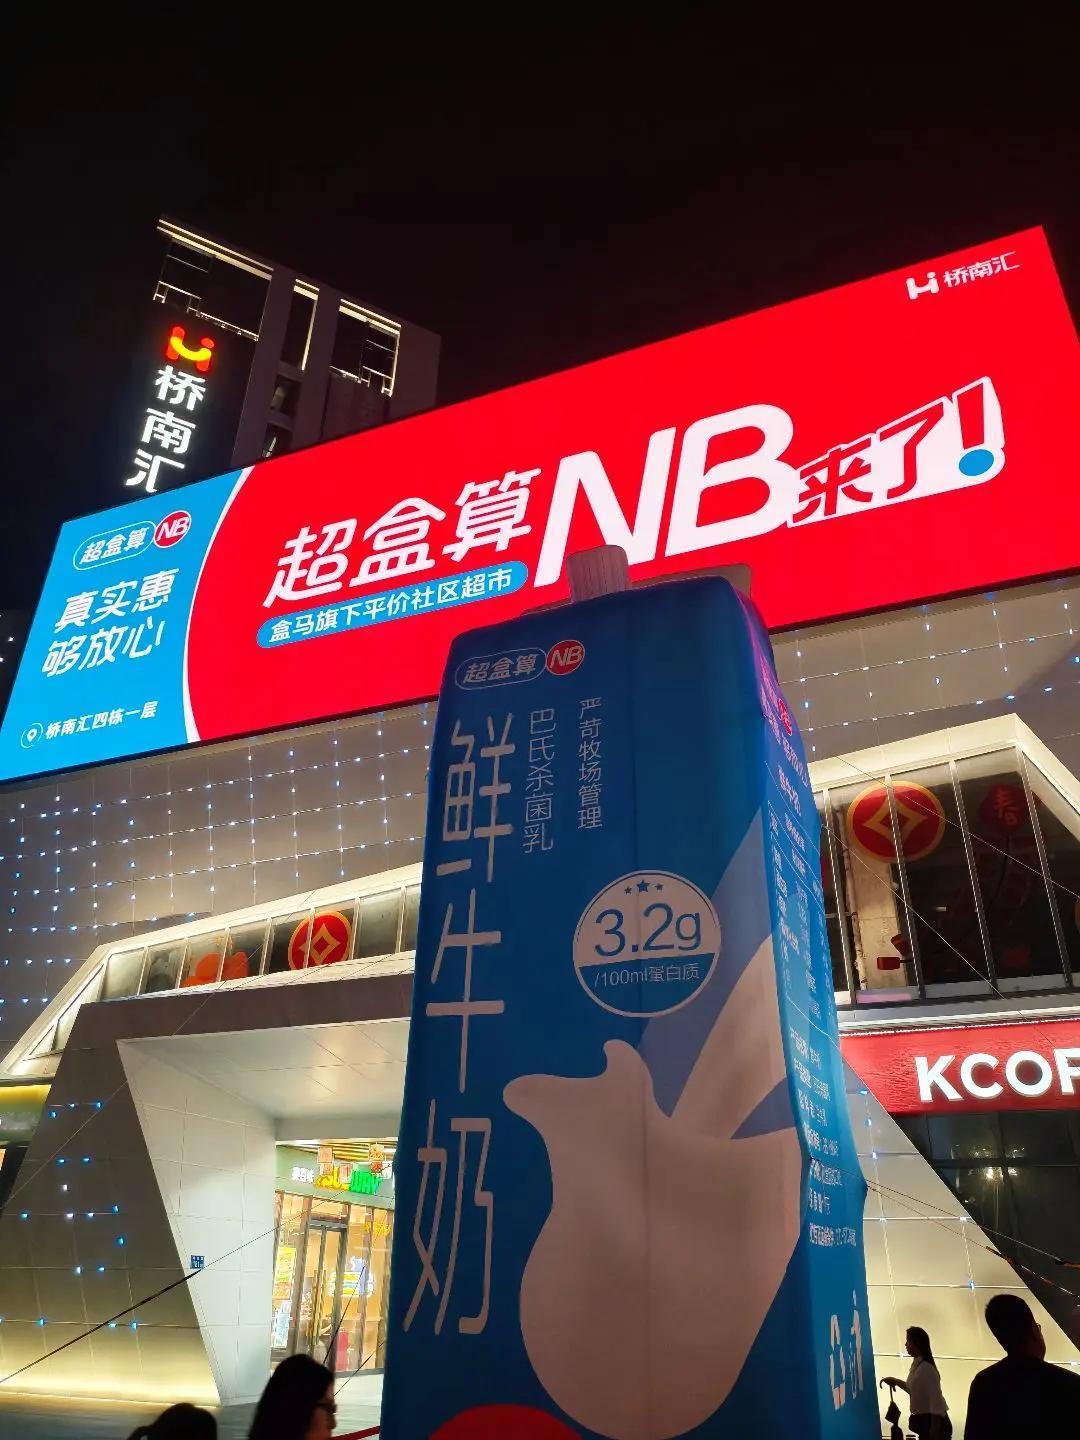 桥南汇
桥南汇
超盒算NB
真实惠
够放心
桥南汇四栋一层
超盒算NB来了!
盒马旗下平价社区超市
超盒算NB
鲜牛奶
巴氏杀菌乳
严苛牧场管理
3.2g
/100ml蛋白质
KCOF
SUBWAY
春